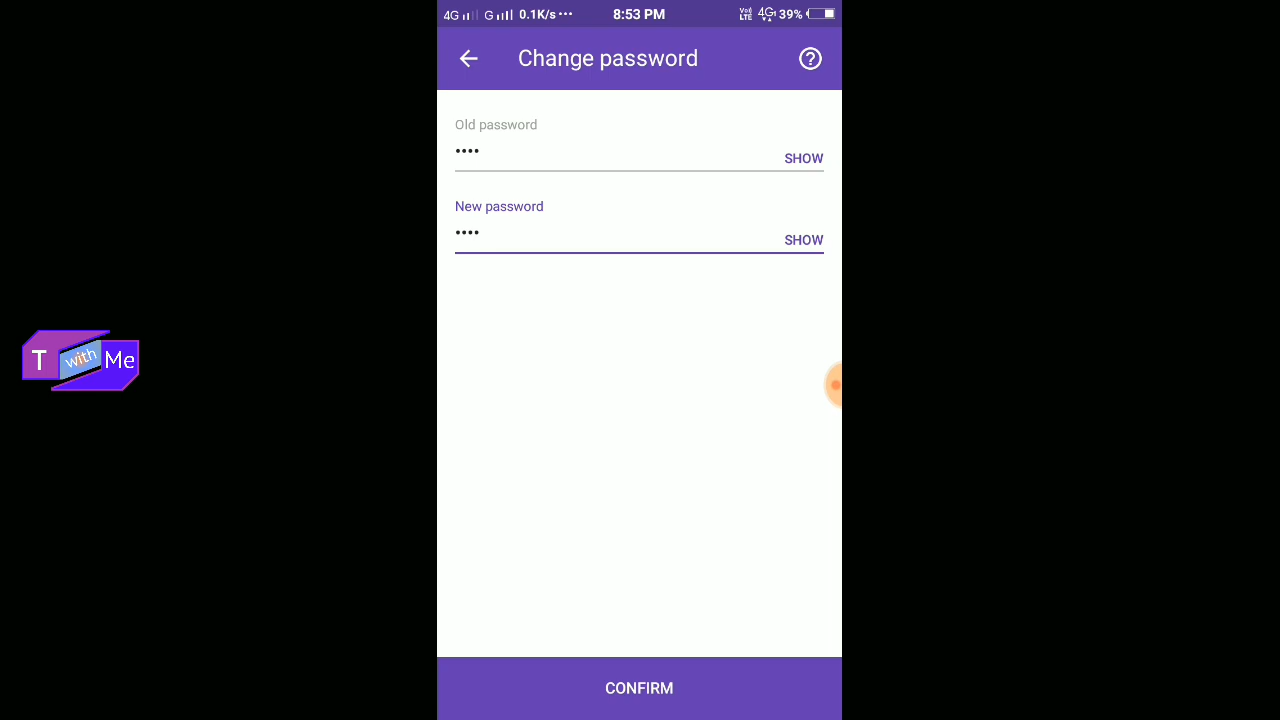 4G G 0.1K/s ··· 8:53 PM VoLTE 4G 39%
Change password
Old password
•••• SHOW
New password
•••• SHOW
T with Me
CONFIRM